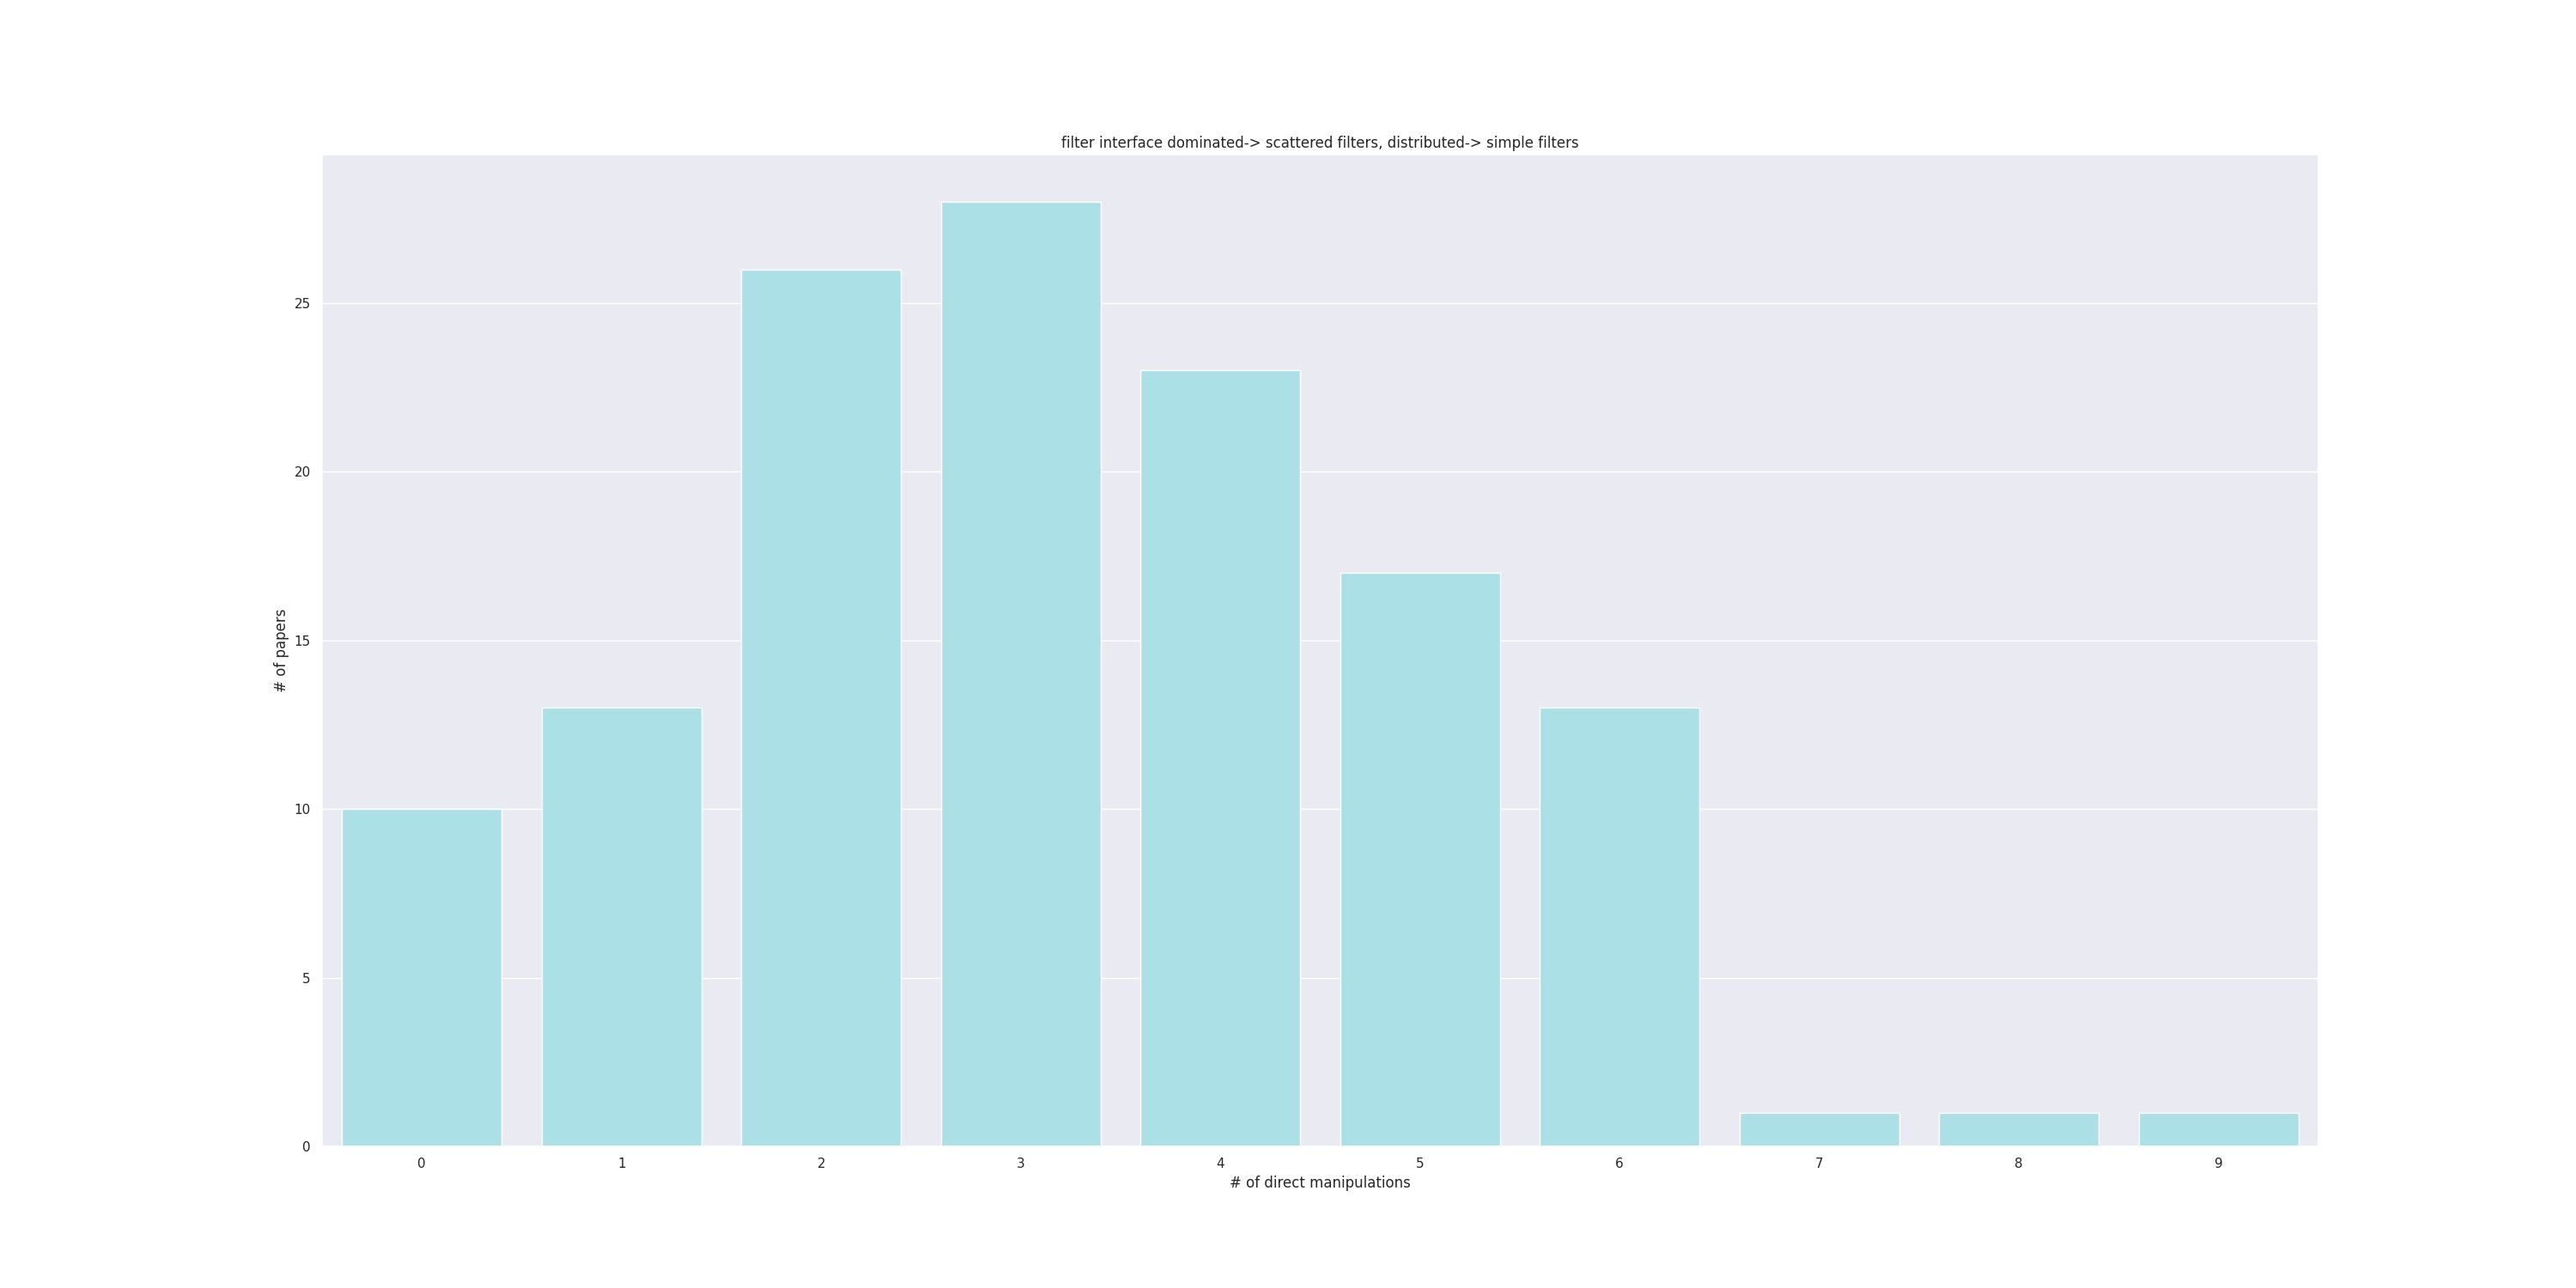 filter interface dominated-> scattered filters, distributed-> simple filters
25
20
15
10
5
0
# of papers
0 1 2 3 4 5 6 7 8 9
# of direct manipulations